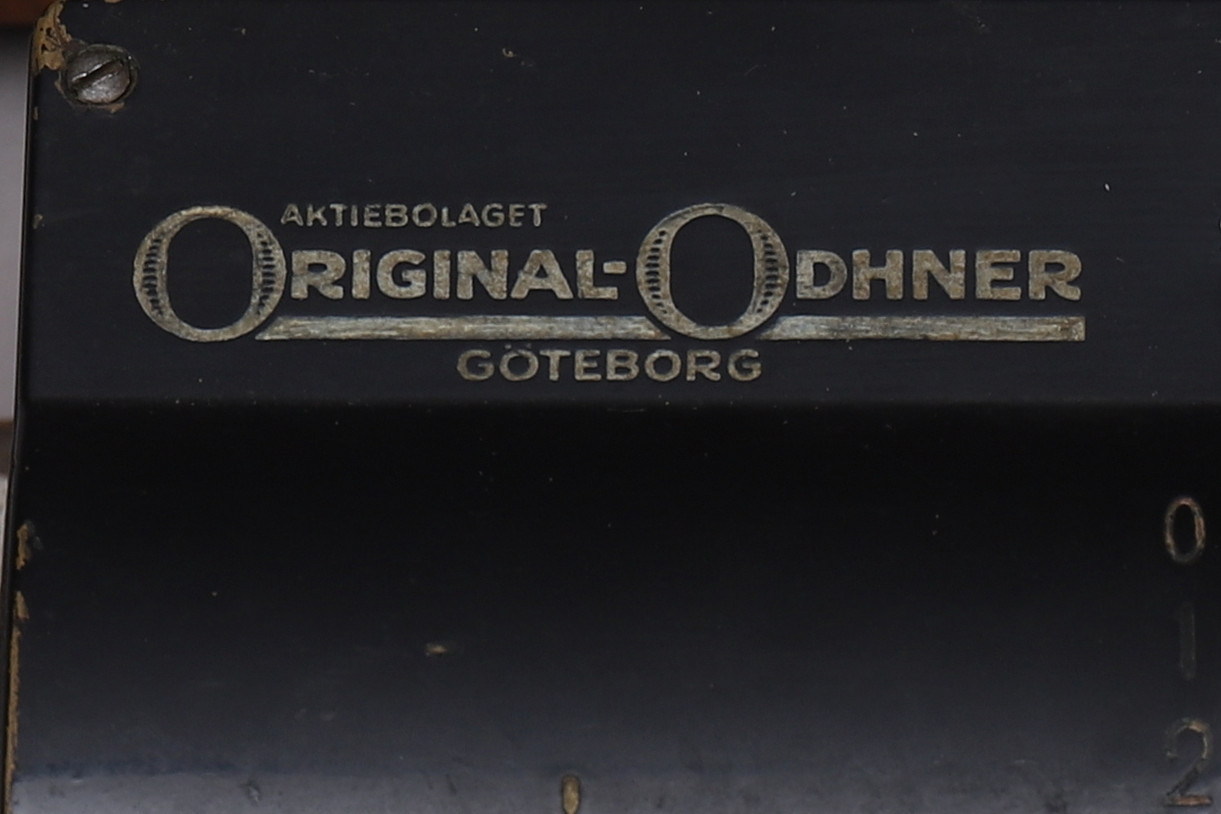 AKTIEBOLAGET
ORIGINAL-ODHNER
GÖTEBORG
0
1
2